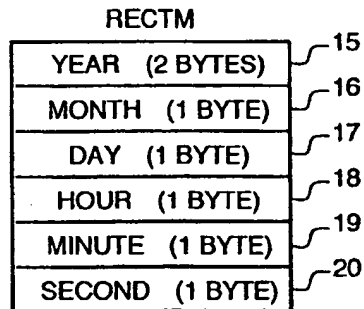 RECTM
YEAR (2 BYTES) 15
MONTH (1 BYTE) 16
DAY (1 BYTE) 17
HOUR (1 BYTE) 18
MINUTE (1 BYTE) 19
SECOND (1 BYTE) 20